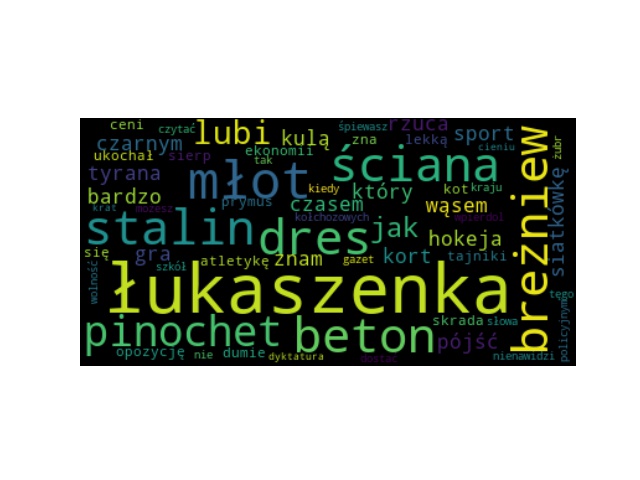 ceni
czytać
lubi
kulą
śpiewasz
rzuca
zna
lekką
sport
cieniu
żubr
czarnym
ukochał
sierp
ekonomii
tak
ściana
tyrana
młot
kiedy
który
kot
kraju
bardzo
prymus
czasem
wąsem
siatkówkę
breżniew
krat
możesz
kołchozowych
wpierdol
stalin
dres
jak
hokeja
się
gra
szkół
atletykę
znam
gazet
kort
tajniki
wolność
łukaszenka
tego
pinochet
beton
skrada
słowa
pójść
policyjnymi
opozycję
nie
dumie
dyktatura
dostać
nienawidzi